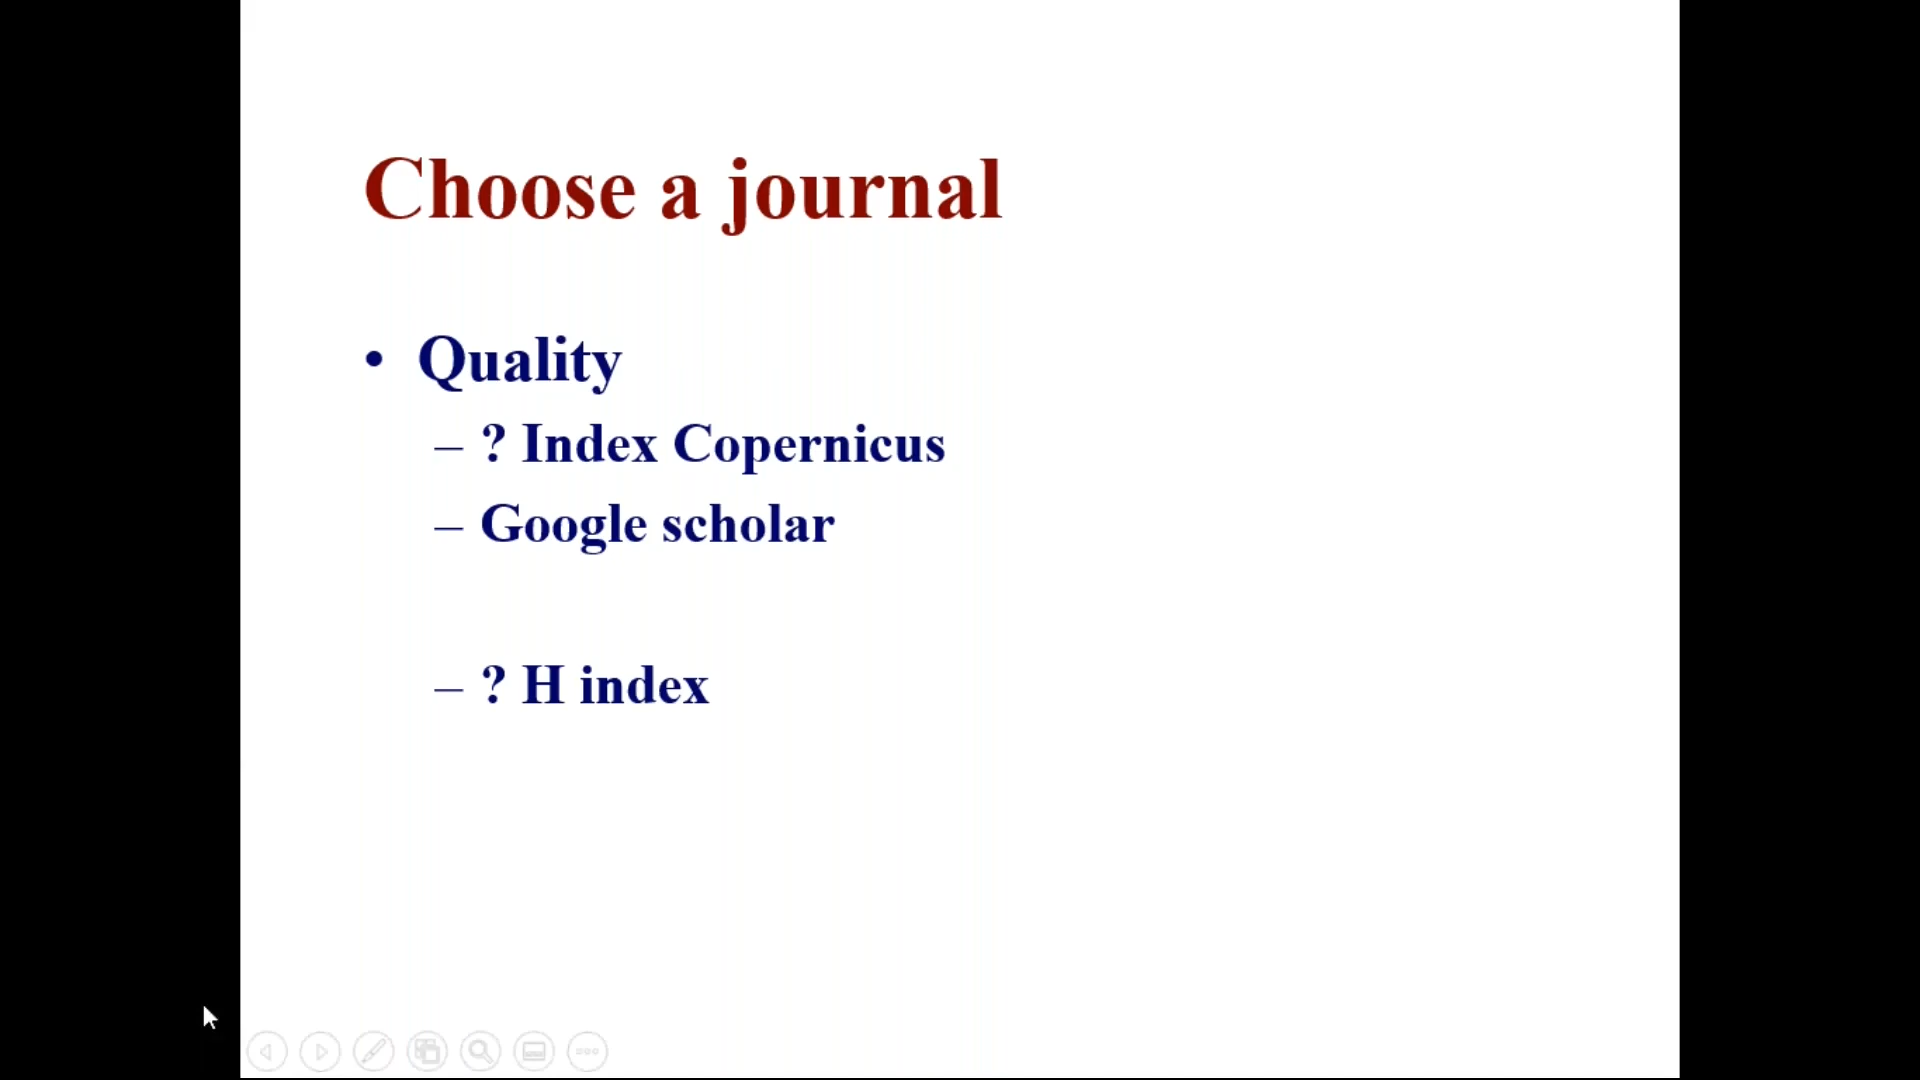 Choose a journal
• Quality
– ? Index Copernicus
– Google scholar
– ? H index